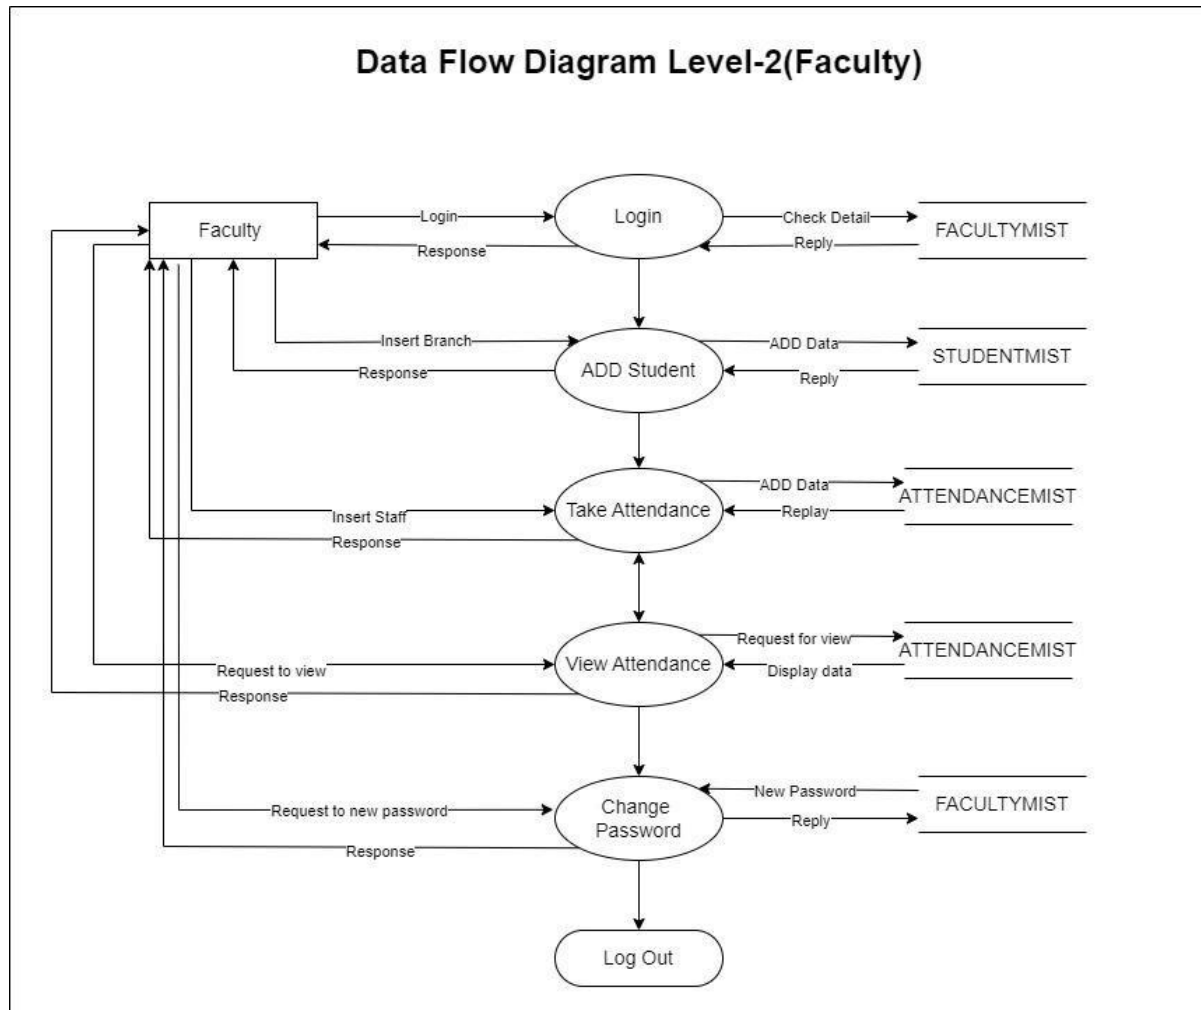 Data Flow Diagram Level-2(Faculty)
Faculty
Login
Login
Check Detail
FACULTYMIST
Response
Reply
Insert Branch
ADD Student
ADD Data
STUDENTMIST
Response
Reply
Insert Staff
Take Attendance
ADD Data
ATTENDANCEMIST
Response
Replay
Request to view
View Attendance
Request for view
ATTENDANCEMIST
Response
Display data
Request to new password
Change
Password
New Password
FACULTYMIST
Response
Reply
Log Out